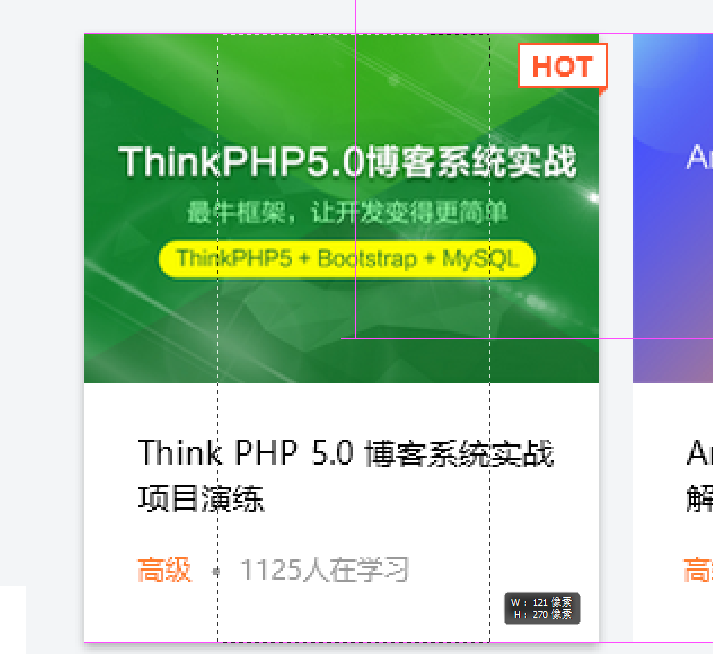 HOT
ThinkPHP5.0博客系统实战
最牛框架，让开发变得更简单
ThinkPHP5 + Bootstrap + MySQL
Think PHP 5.0 博客系统实战
项目演练
高级 • 1125人在学习
W： 121 像素
H： 270 像素
Ar
Ar
解
高